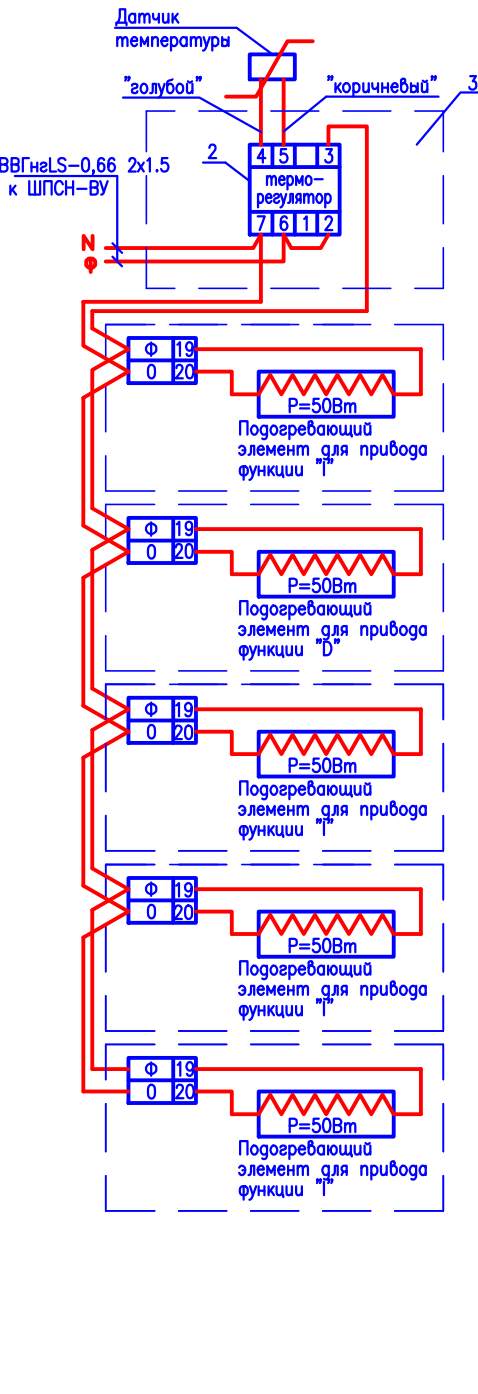 Датчик
температуры
"голубой"
"коричневый"
3
ВВГнгLS-0,66 2x1.5
к ШПСН-ВУ
2
4 5 3
термо-
регулятор
7 6 1 2
N
φ
Ф 19
0 20
P=50Вт
Подогревающий
элемент для привода
функции "i"
Ф 19
0 20
P=50Вт
Подогревающий
элемент для привода
функции "D"
Ф 19
0 20
P=50Вт
Подогревающий
элемент для привода
функции "i"
Ф 19
0 20
P=50Вт
Подогревающий
элемент для привода
функции "i"
Ф 19
0 20
P=50Вт
Подогревающий
элемент для привода
функции "i"